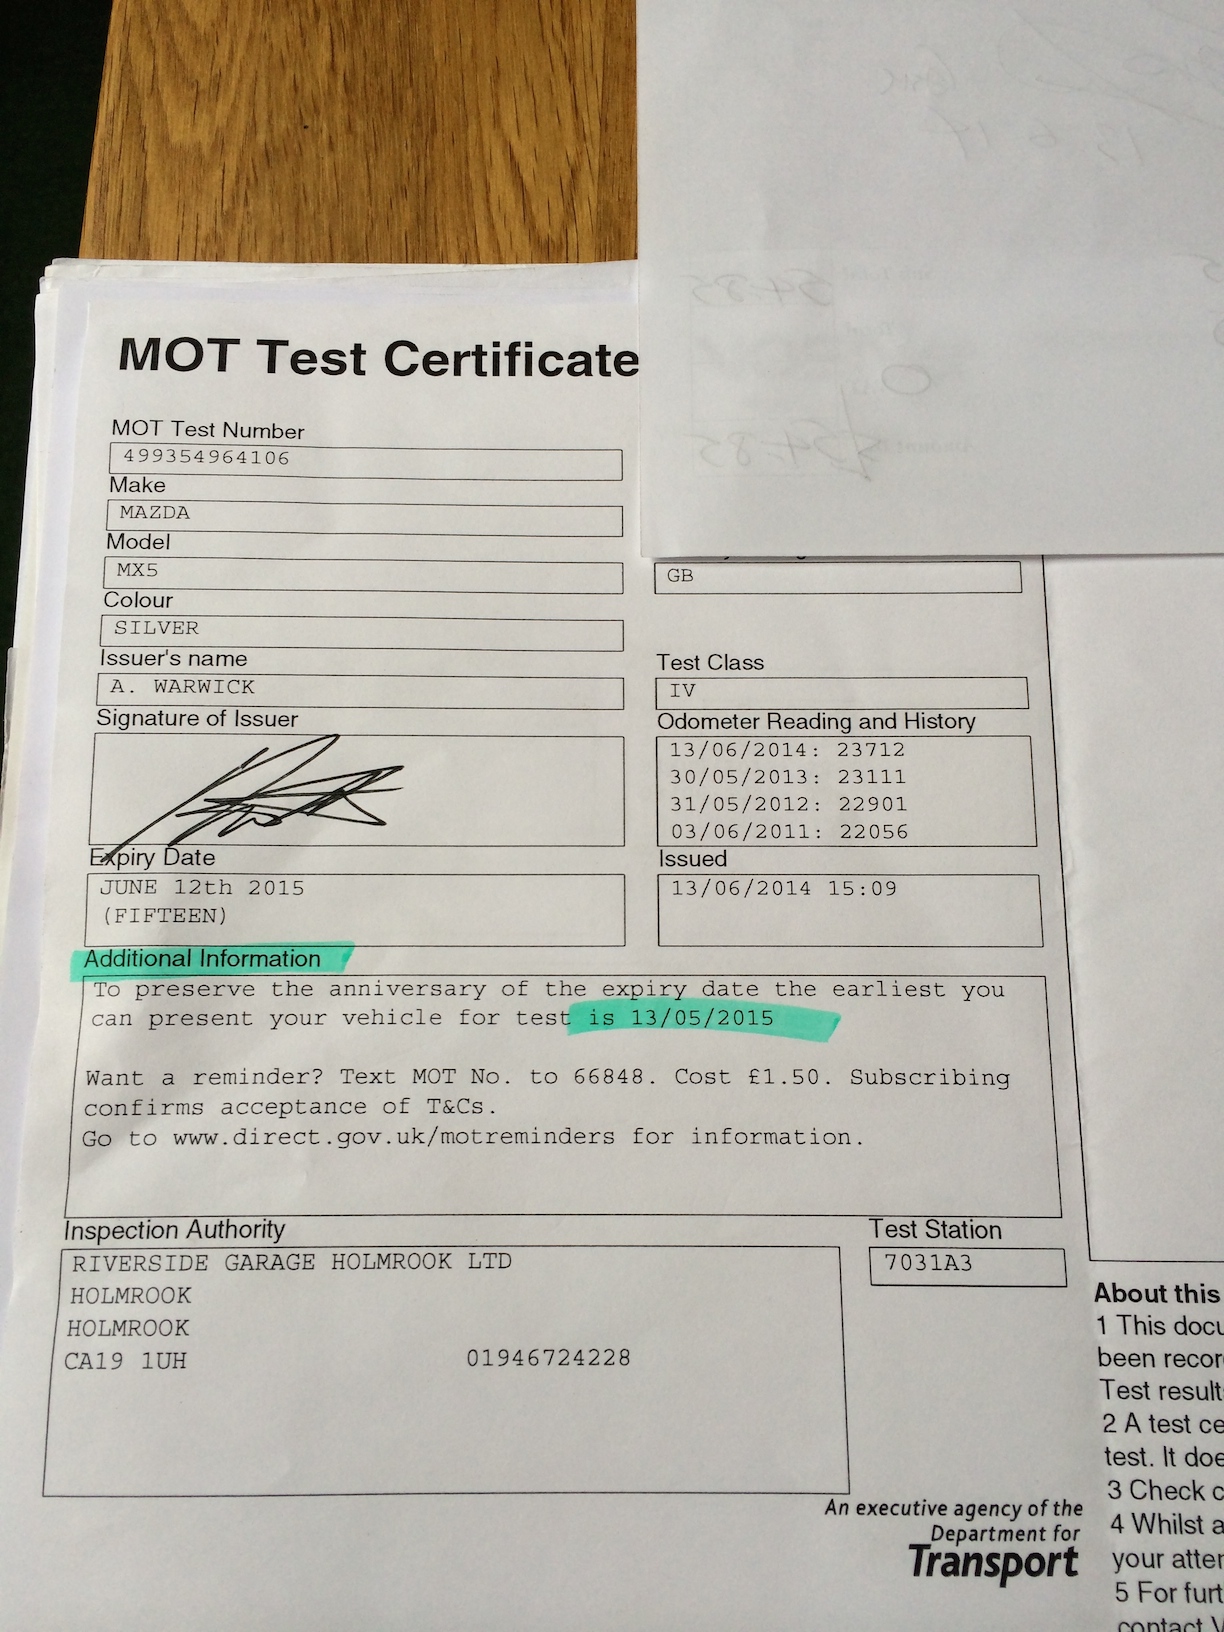 MOT Test Certificate
MOT Test Number
499354964106
Make
MAZDA
Model
MX5
GB
Colour
SILVER
Issuer's name
A. WARWICK
Test Class
IV
Signature of Issuer
Odometer Reading and History
13/06/2014: 23712
30/05/2013: 23111
31/05/2012: 22901
03/06/2011: 22056
Expiry Date
JUNE 12th 2015
(FIFTEEN)
Issued
13/06/2014 15:09
Additional Information
To preserve the anniversary of the expiry date the earliest you
can present your vehicle for test is 13/05/2015
Want a reminder? Text MOT No. to 66848. Cost £1.50. Subscribing
confirms acceptance of T&Cs.
Go to www.direct.gov.uk/motreminders for information.
Inspection Authority
RIVERSIDE GARAGE HOLMROOK LTD
HOLMROOK
HOLMROOK
CA19 1UH 01946724228
Test Station
7031A3
An executive agency of the
Department for
Transport
About this
1 This docu
been recor
Test result
2 A test ce
test. It doe
3 Check c
4 Whilst a
your atter
5 For furt
contact V